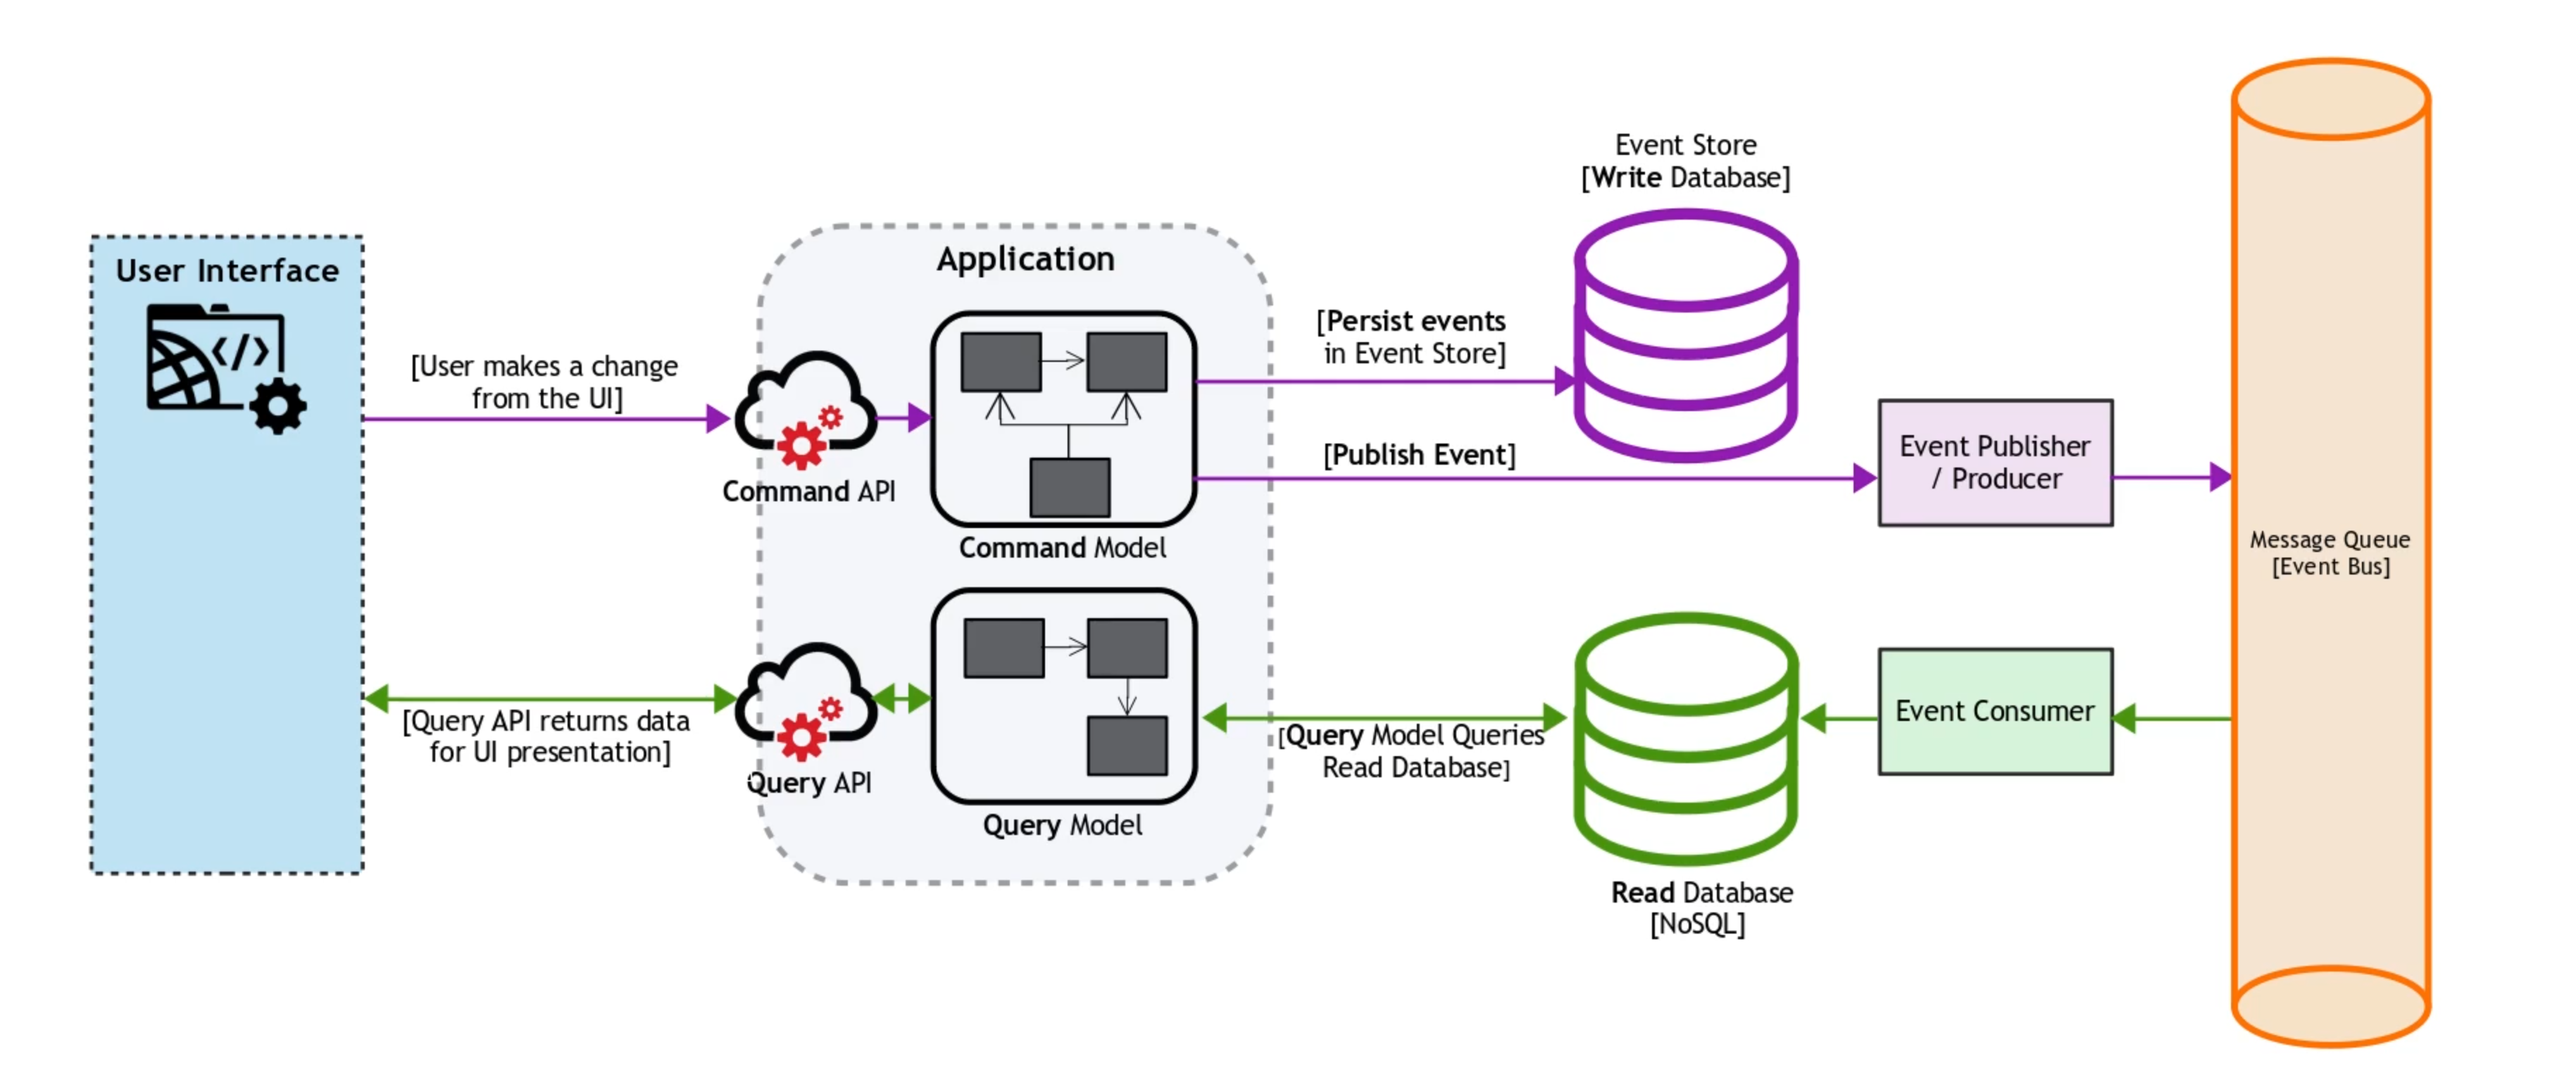 User Interface
</>
[User makes a change
from the UI]
[Query API returns data
for UI presentation]
Application
Command API
Command Model
Query API
Query Model
[Persist events
in Event Store]
[Publish Event]
[Query Model Queries
Read Database]
Event Store
[Write Database]
Read Database
[NoSQL]
Event Publisher
/ Producer
Event Consumer
Message Queue
[Event Bus]